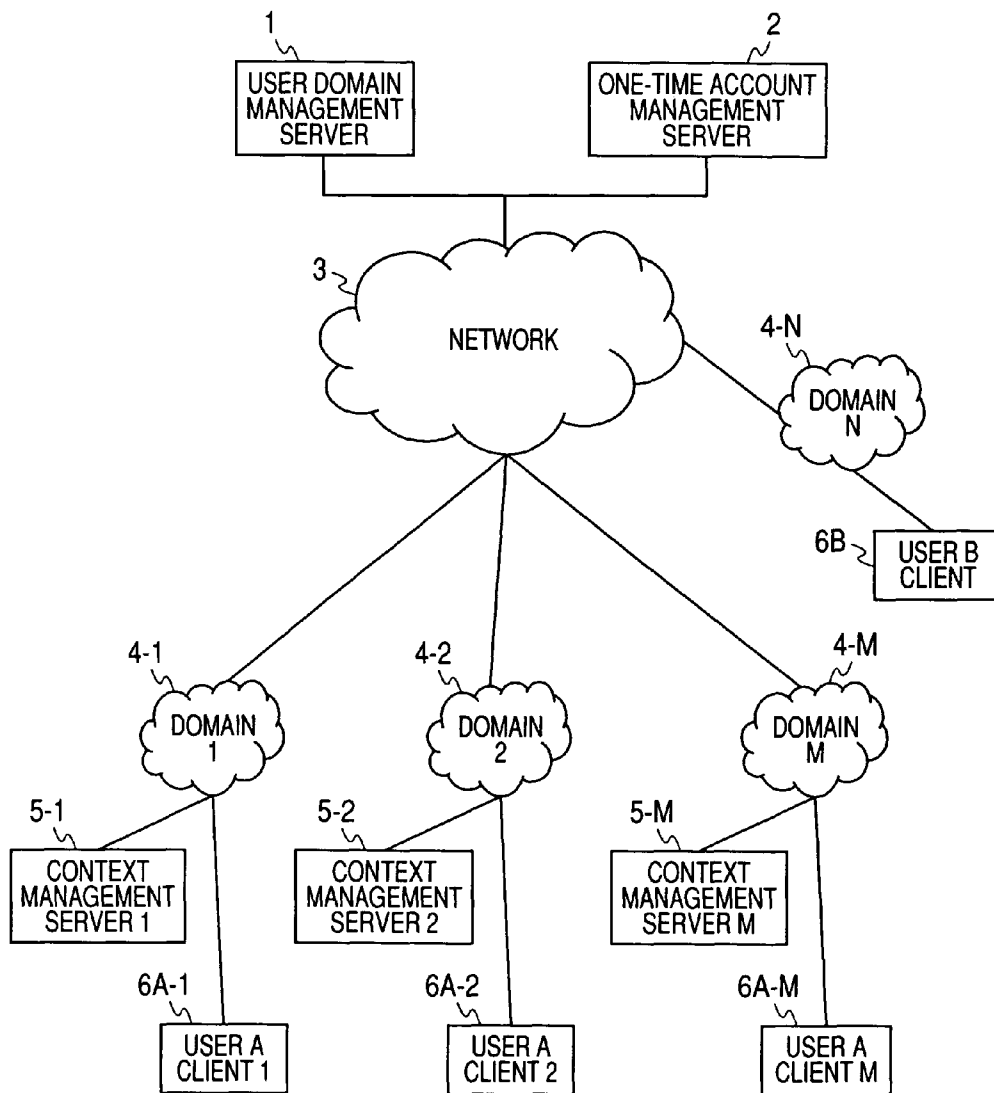 1
2
USER DOMAIN
MANAGEMENT
SERVER
ONE-TIME ACCOUNT
MANAGEMENT
SERVER
3
NETWORK
4-N
DOMAIN
N
6B
USER B
CLIENT
4-1
4-2
4-M
DOMAIN
1
DOMAIN
2
DOMAIN
M
5-1
5-2
5-M
CONTEXT
MANAGEMENT
SERVER 1
CONTEXT
MANAGEMENT
SERVER 2
CONTEXT
MANAGEMENT
SERVER M
6A-1
6A-2
6A-M
USER A
CLIENT 1
USER A
CLIENT 2
USER A
CLIENT M